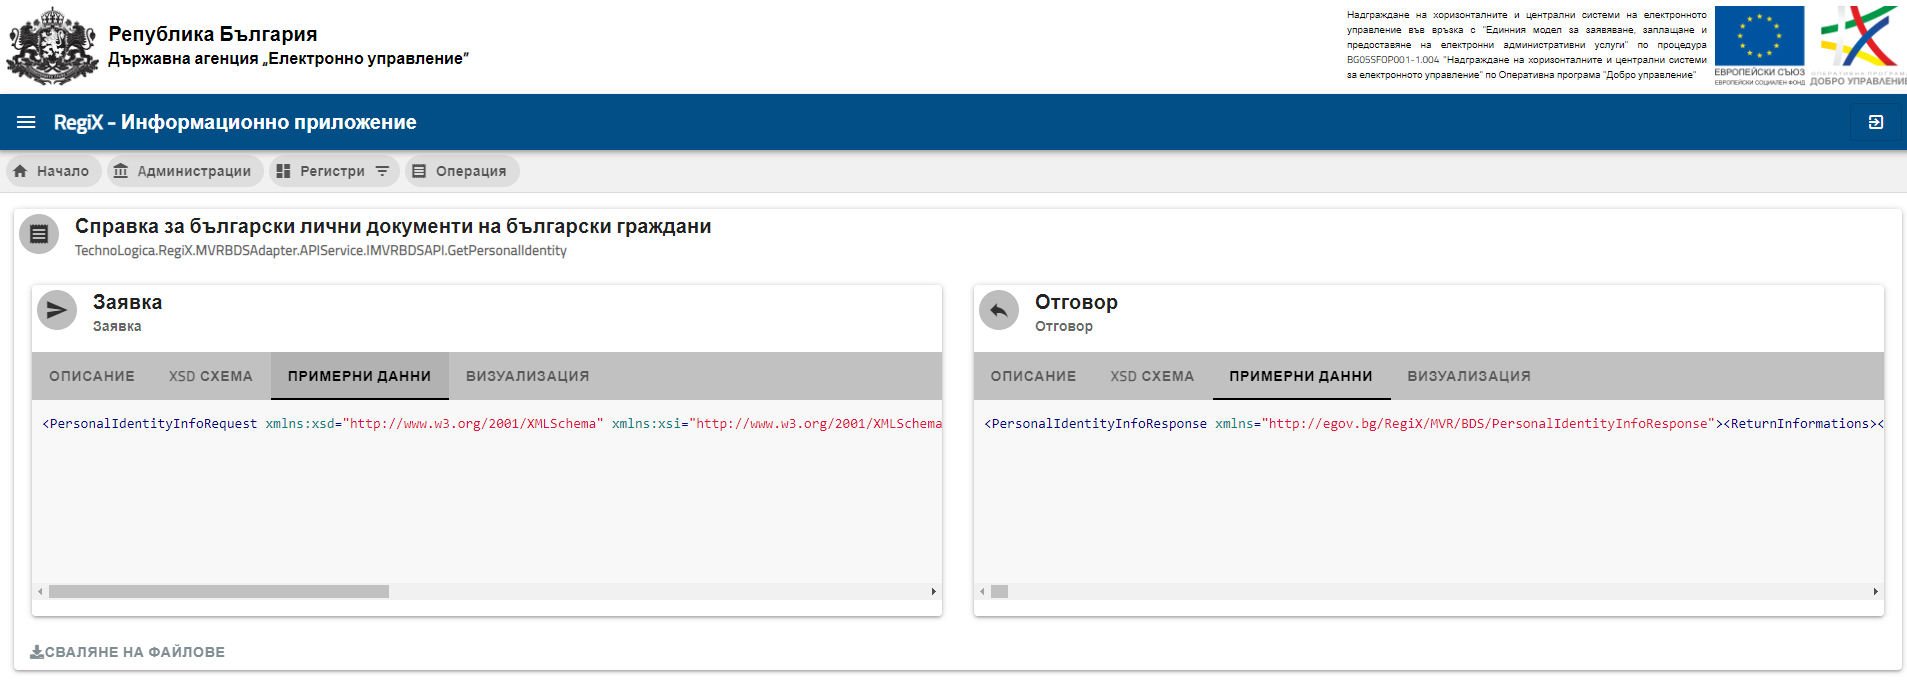 Република България
Държавна агенция „Електронно управление”
Надграждане на хоризонталните и централни системи на електронното
управление във връзка с "Единния модел за заявяване, заплащане и
предоставяне на електронни административни услуги" по процедура
BG05SFOP001-1.004 "Надграждане на хоризонталните и централни системи
за електронното управление" по Оперативна програма "Добро управление"
ЕВРОПЕЙСКИ СЪЮЗ
ЕВРОПЕЙСКИ СОЦИАЛЕН ФОНД
ОПЕРАТИВНА ПРОГРАМА
ДОБРО УПРАВЛЕНИЕ
RegiX - Информационно приложение
Начало
Администрации
Регистри
Операция
Справка за български лични документи на български граждани
TechnoLogica.RegiX.MVRBDSAdapter.APIService.IMVRBDSAPI.GetPersonalIdentity
Заявка
Заявка
ОПИСАНИЕ XSD СХЕМА ПРИМЕРНИ ДАННИ ВИЗУАЛИЗАЦИЯ
<PersonalIdentityInfoRequest xmlns:xsd="http://www.w3.org/2001/XMLSchema" xmlns:xsi="http://www.w3.org/2001/XMLSchema
Отговор
Отговор
ОПИСАНИЕ XSD СХЕМА ПРИМЕРНИ ДАННИ ВИЗУАЛИЗАЦИЯ
<PersonalIdentityInfoResponse xmlns="http://egov.bg/RegiX/MVR/BDS/PersonalIdentityInfoResponse"><ReturnInformations><
СВАЛЯНЕ НА ФАЙЛОВЕ